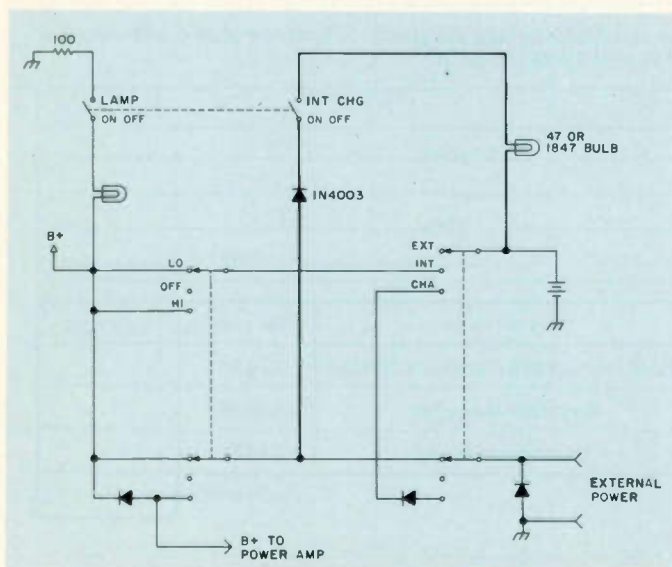 100
LAMP
ON OFF
INT CHG
ON OFF
47 OR
1847 BULB
1N4003
B+
EXT
LO
INT
OFF
CHA
HI
EXTERNAL
POWER
B+ TO
POWER AMP